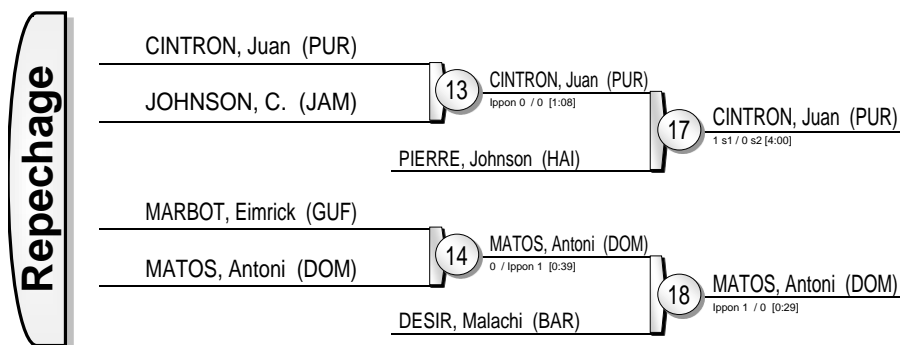 Repechage
CINTRON, Juan (PUR)
JOHNSON, C. (JAM)
13
CINTRON, Juan (PUR)
Ippon 0 / 0 [1:08]
PIERRE, Johnson (HAI)
17
CINTRON, Juan (PUR)
1 s1 / 0 s2 [4:00]
MARBOT, Eimrick (GUF)
MATOS, Antoni (DOM)
14
MATOS, Antoni (DOM)
0 / Ippon 1 [0:39]
DESIR, Malachi (BAR)
18
MATOS, Antoni (DOM)
Ippon 1 / 0 [0:29]